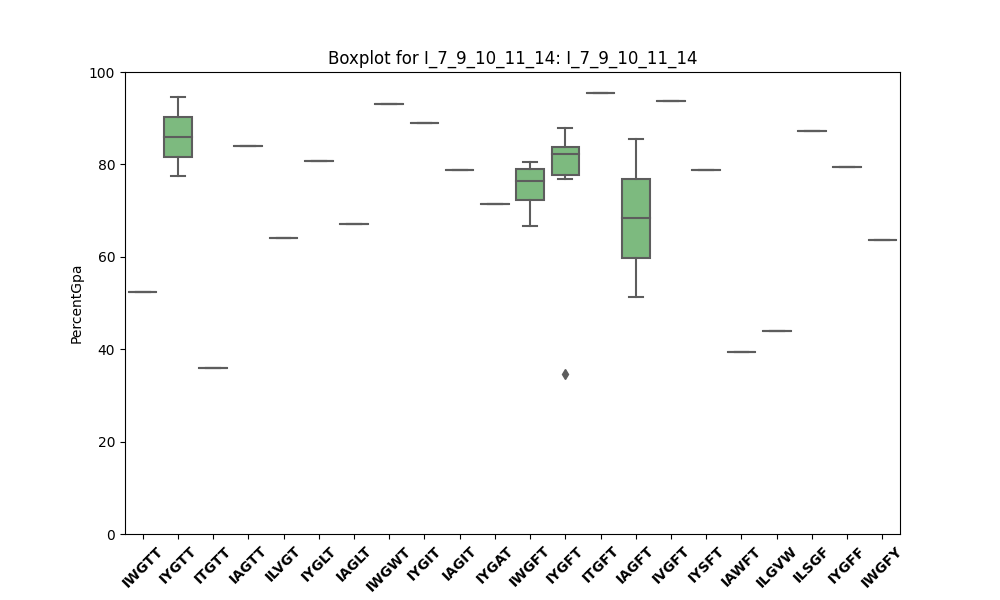 Boxplot for I_7_9_10_11_14: I_7_9_10_11_14
PercentGpa
100
80
60
40
20
0
IWGTT
IYGTT
ITGTT
IAGTT
ILVGT
IYGLT
IAGLT
IWGWT
IYGIT
IAGIT
IYGAT
IWGFT
IYGFT
ITGFT
IAGFT
IVGFT
IYSFT
IAWFT
ILGVW
ILSGF
IYGFF
IWGFY